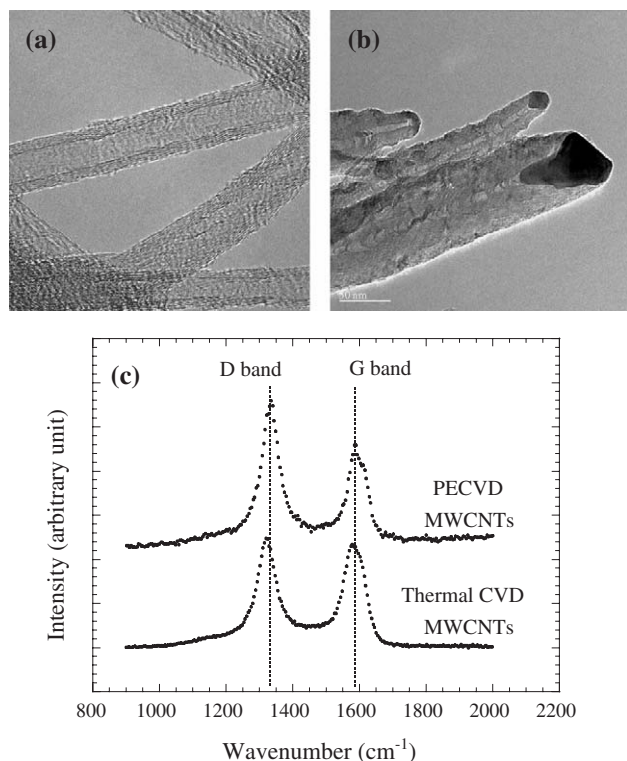 (a)
(b)
50 nm
(c)
D band
G band
PECVD
MWCNTs
Thermal CVD
MWCNTs
Intensity (arbitrary unit)
800 1000 1200 1400 1600 1800 2000 2200
Wavenumber (cm⁻¹)